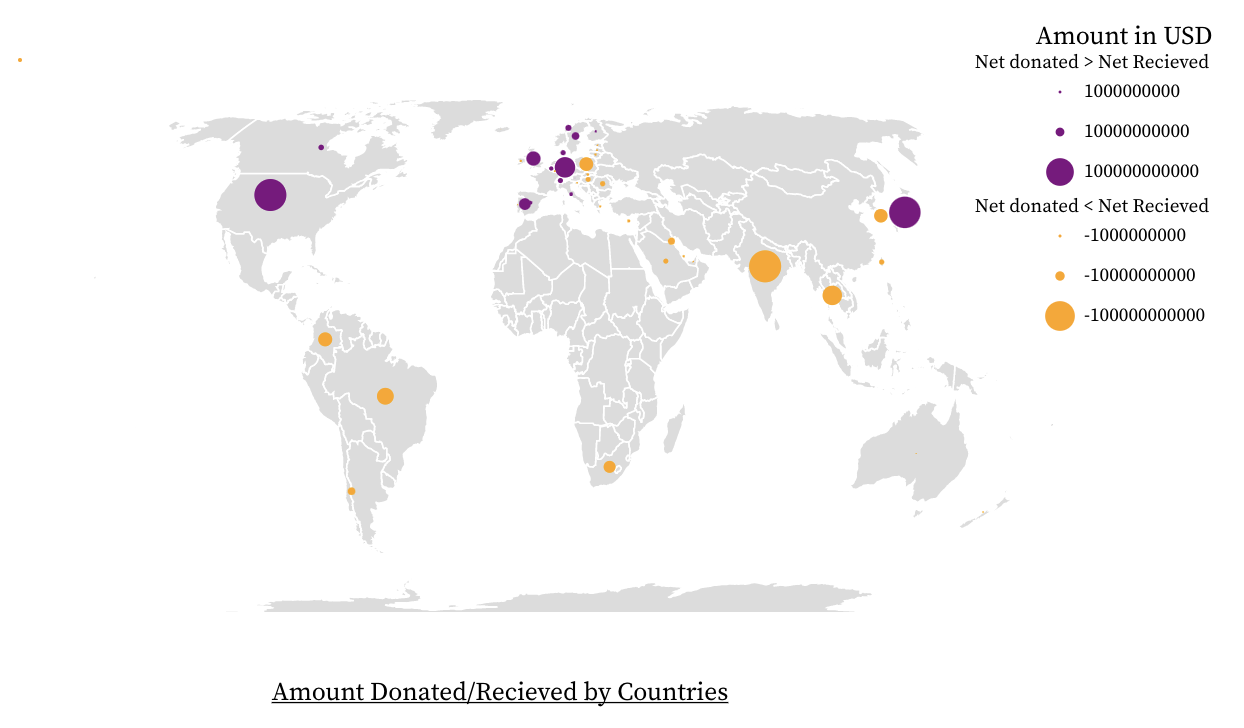 Amount in USD
Net donated > Net Recieved
1000000000
10000000000
100000000000
Net donated < Net Recieved
-1000000000
-10000000000
-100000000000
Amount Donated/Recieved by Countries